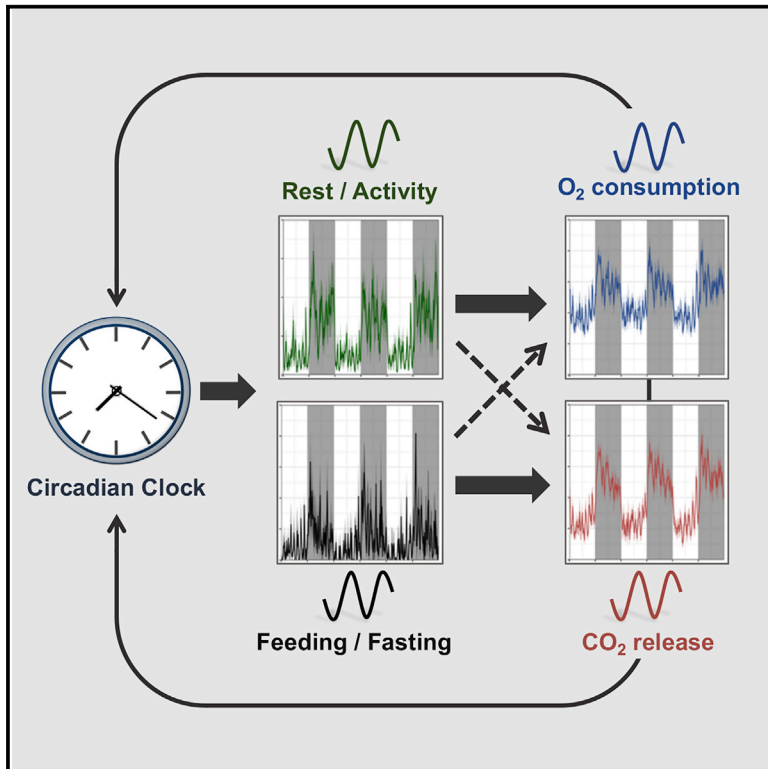 Rest / Activity
O₂ consumption
Circadian Clock
Feeding / Fasting
CO₂ release